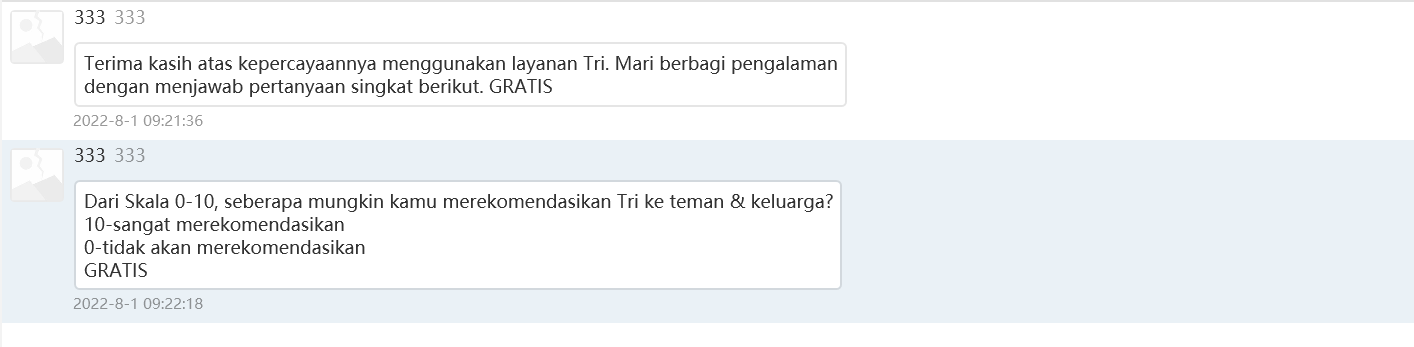 333 333
Terima kasih atas kepercayaannya menggunakan layanan Tri. Mari berbagi pengalaman
dengan menjawab pertanyaan singkat berikut. GRATIS
2022-8-1 09:21:36
333 333
Dari Skala 0-10, seberapa mungkin kamu merekomendasikan Tri ke teman & keluarga?
10-sangat merekomendasikan
0-tidak akan merekomendasikan
GRATIS
2022-8-1 09:22:18